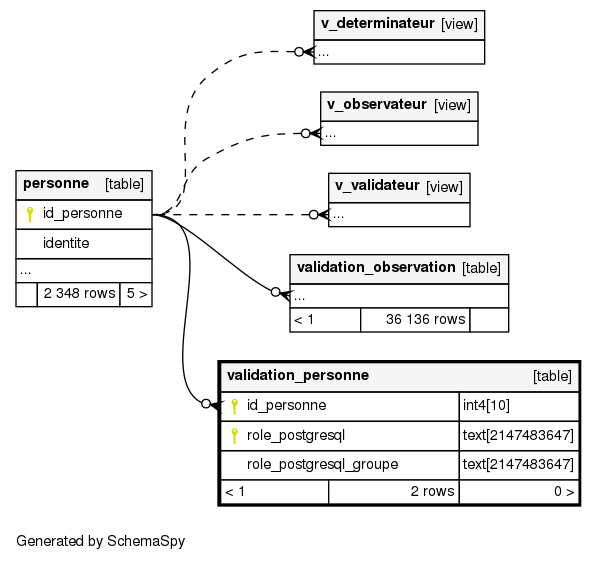 v_determinateur [view]
...
v_observateur [view]
...
v_validateur [view]
...
personne [table]
id_personne
identite
...
2 348 rows 5 >
validation_observation [table]
...
< 1 36 136 rows
validation_personne [table]
id_personne int4[10]
role_postgresql text[2147483647]
role_postgresql_groupe text[2147483647]
< 1 2 rows 0 >
Generated by SchemaSpy